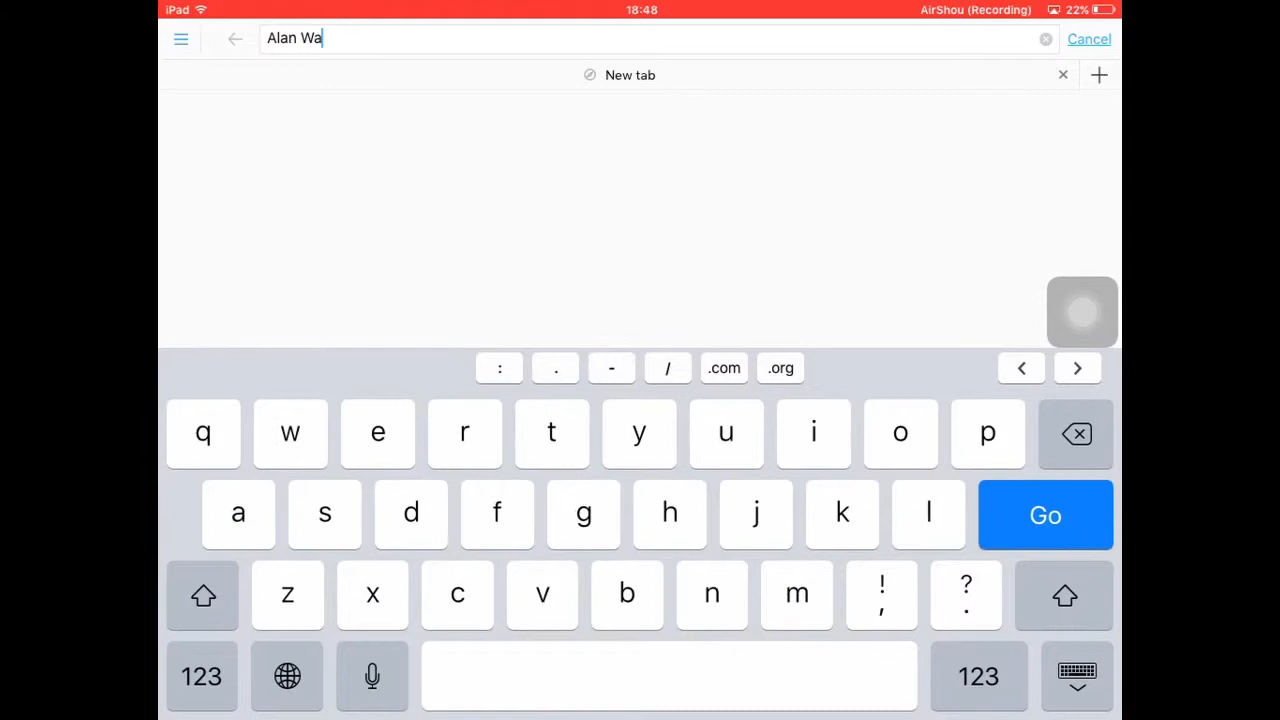 iPad 18:48 AirShou (Recording) 22%
Alan Wa Cancel
New tab
: . - / .com .org
q w e r t y u i o p
a s d f g h j k l Go
z x c v b n m ! , ? .
123 123